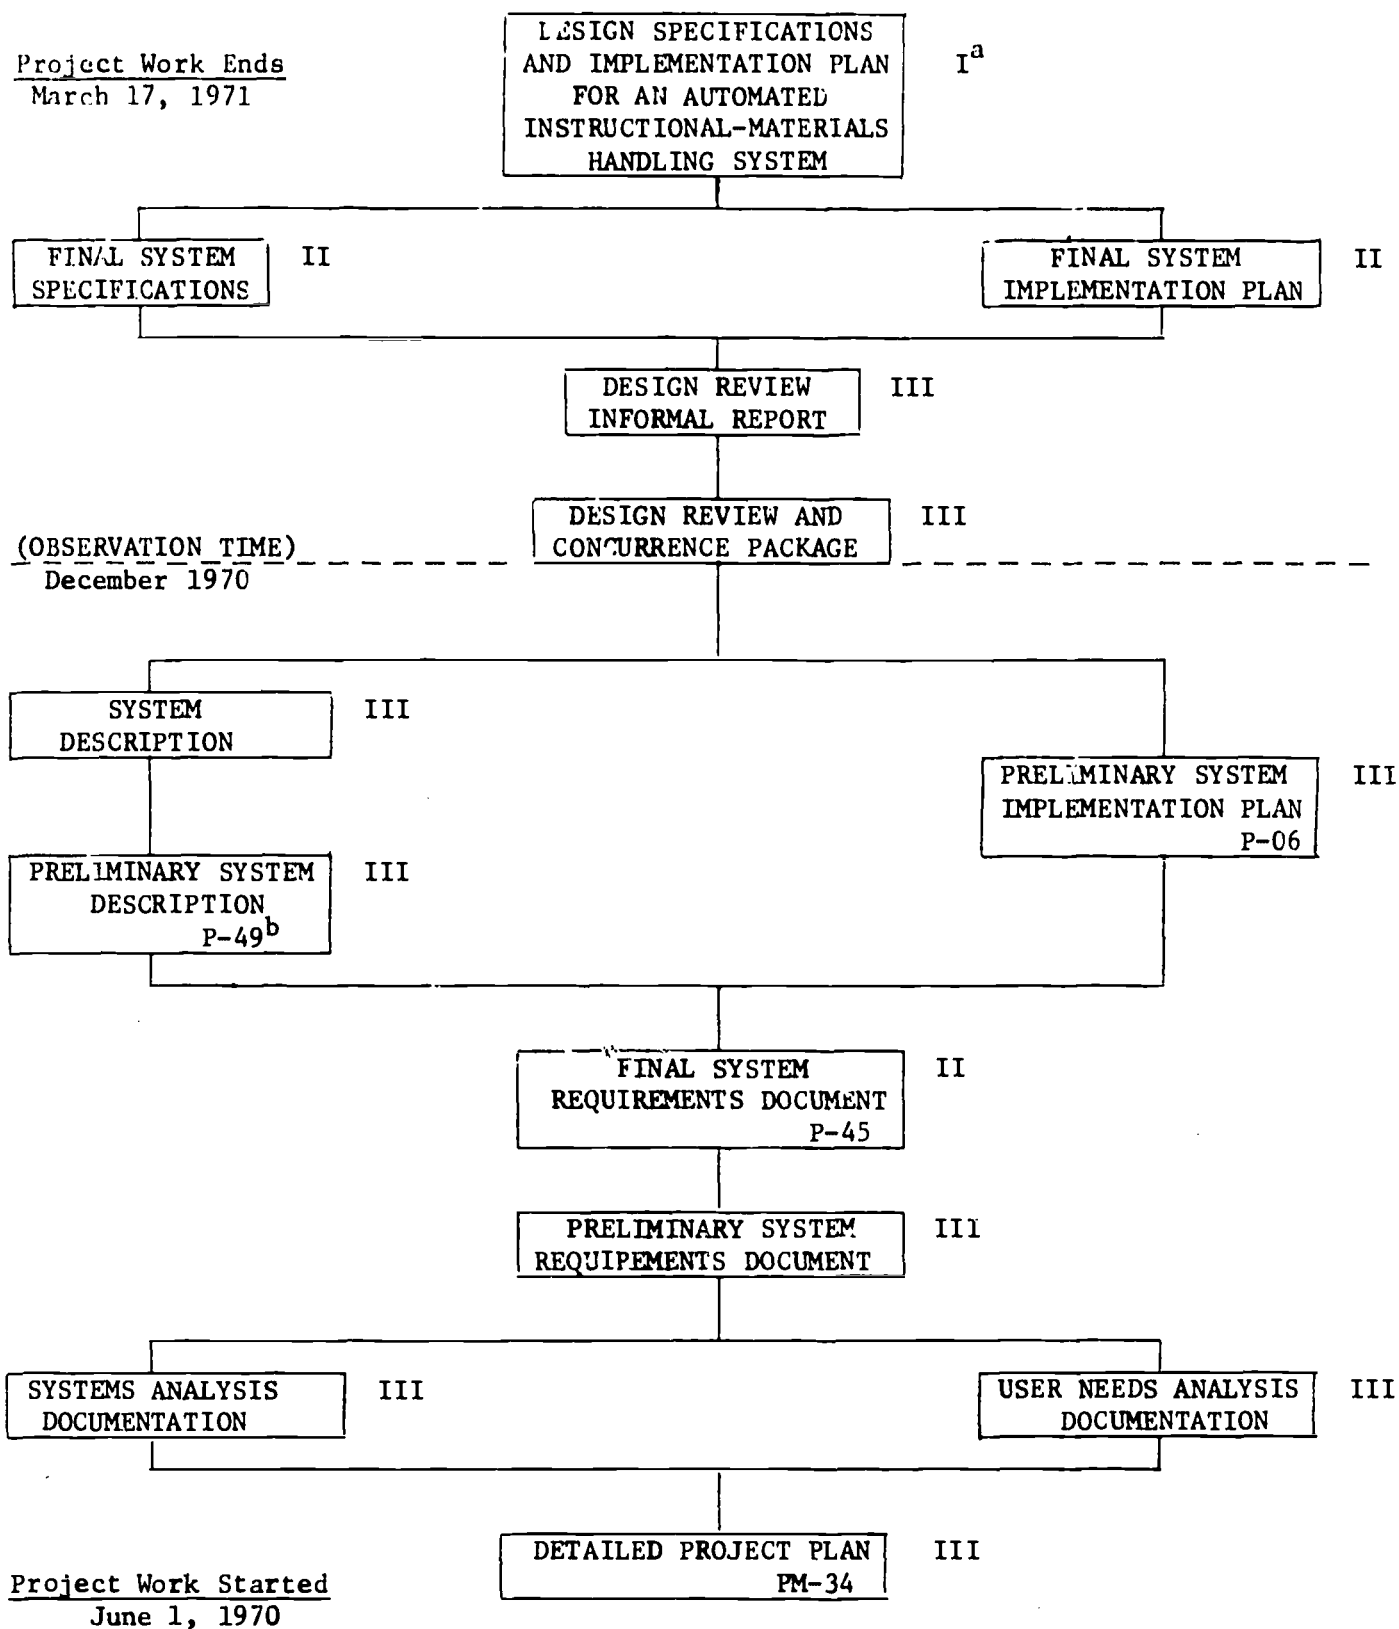 Project Work Ends
March 17, 1971
DESIGN SPECIFICATIONS
AND IMPLEMENTATION PLAN
FOR AN AUTOMATED
INSTRUCTIONAL-MATERIALS
HANDLING SYSTEM
Iª
FINAL SYSTEM
SPECIFICATIONS
II
FINAL SYSTEM
IMPLEMENTATION PLAN
II
DESIGN REVIEW
INFORMAL REPORT
III
DESIGN REVIEW AND
CONCURRENCE PACKAGE
III
(OBSERVATION TIME)
December 1970
SYSTEM
DESCRIPTION
III
PRELIMINARY SYSTEM
IMPLEMENTATION PLAN
P-06
III
PRELIMINARY SYSTEM
DESCRIPTION
P-49ᵇ
III
FINAL SYSTEM
REQUIREMENTS DOCUMENT
P-45
II
PRELIMINARY SYSTEM
REQUIPEMENTS DOCUMENT
III
SYSTEMS ANALYSIS
DOCUMENTATION
III
USER NEEDS ANALYSIS
DOCUMENTATION
III
DETAILED PROJECT PLAN
PM-34
III
Project Work Started
June 1, 1970